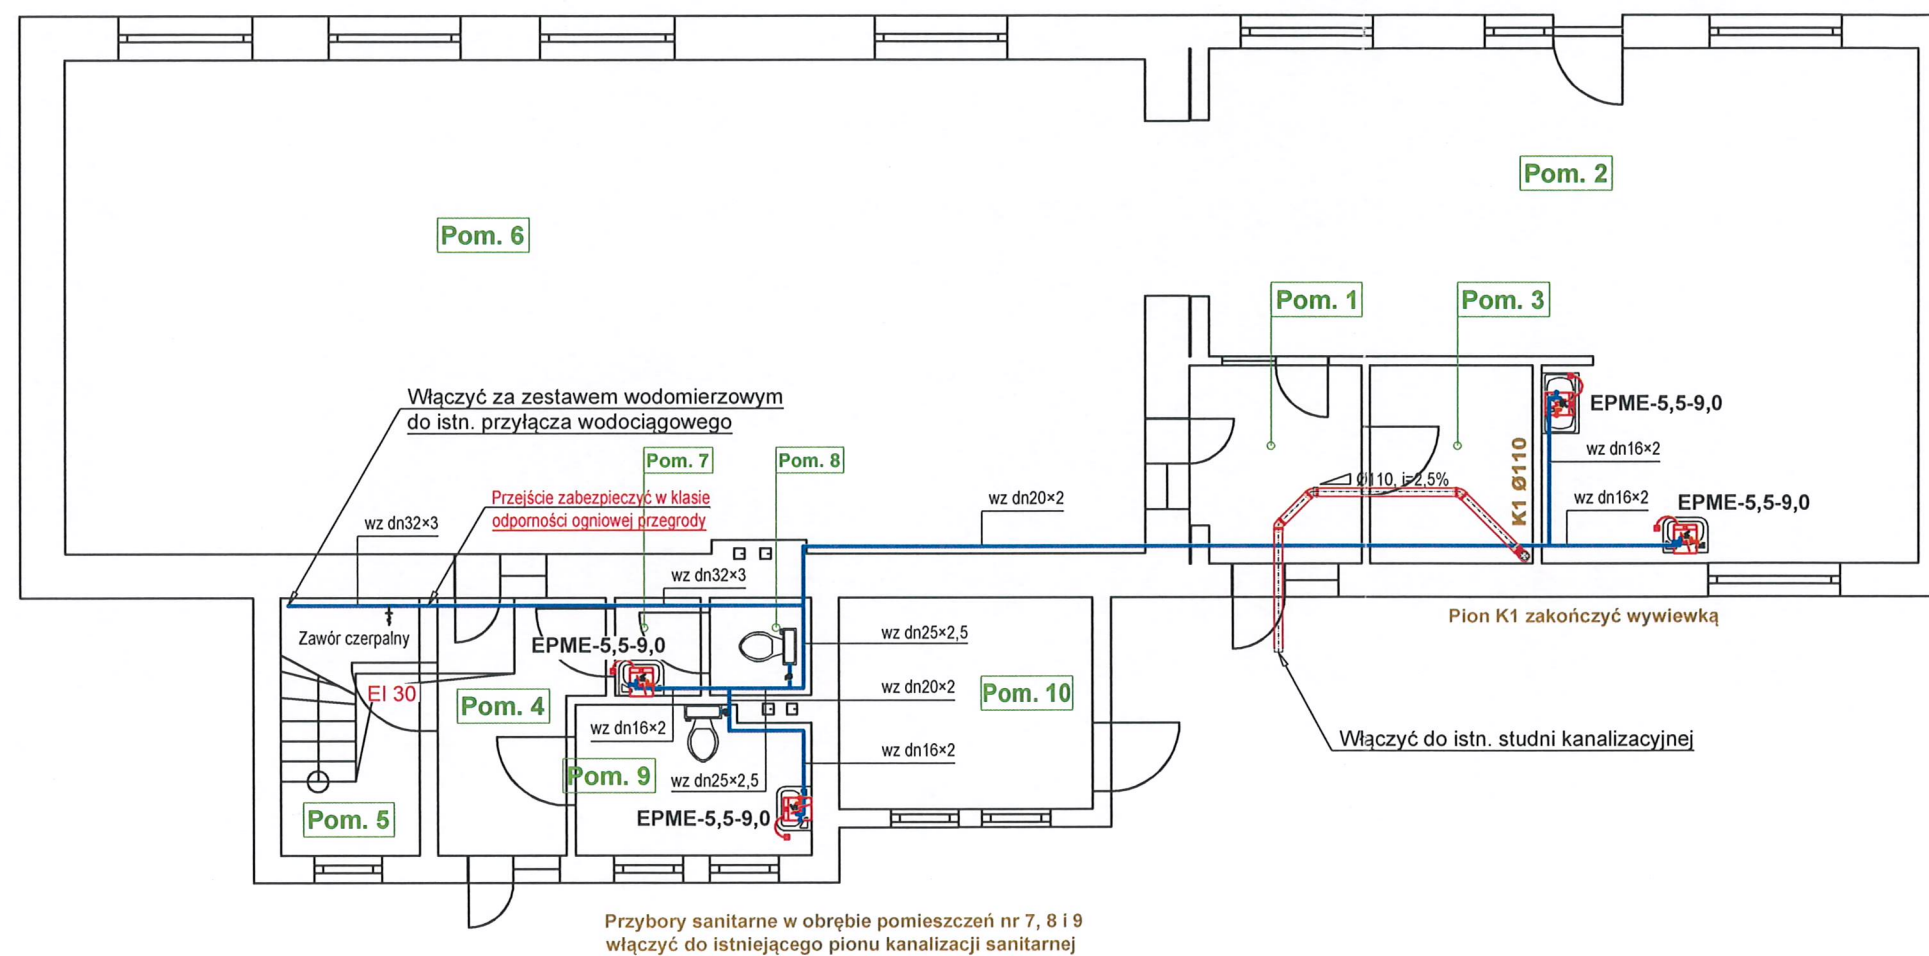 Pom. 2
Pom. 6
Pom. 1
Pom. 3
Włączyć za zestawem wodomierzowym
do istn. przyłącza wodociągowego
EPME-5,5-9,0
wz dn16×2
K1 Ø110
Pom. 7
Pom. 8
Ø110, i=2,5%
Przejście zabezpieczyć w klasie
odporności ogniowej przegrody
wz dn20×2
wz dn16×2
EPME-5,5-9,0
wz dn32×3
wz dn32×3
Zawór czerpalny
EPME-5,5-9,0
wz dn25×2,5
Pion K1 zakończyć wywiewką
EI 30
Pom. 4
wz dn20×2
Pom. 10
wz dn16×2
wz dn16×2
Włączyć do istn. studni kanalizacyjnej
Pom. 9
wz dn25×2,5
Pom. 5
EPME-5,5-9,0
Przybory sanitarne w obrębie pomieszczeń nr 7, 8 i 9
włączyć do istniejącego pionu kanalizacji sanitarnej